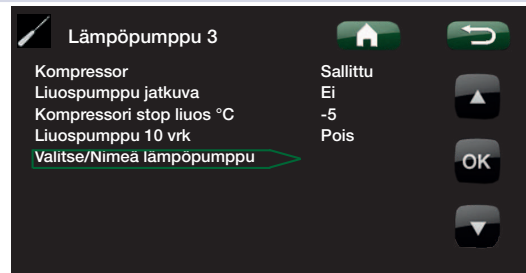 Lämpöpumppu 3
Kompressor Sallittu
Liuospumppu jatkuva Ei
Kompressori stop liuos °C -5
Liuospumppu 10 vrk Pois
Valitse/Nimeä lämpöpumppu
OK